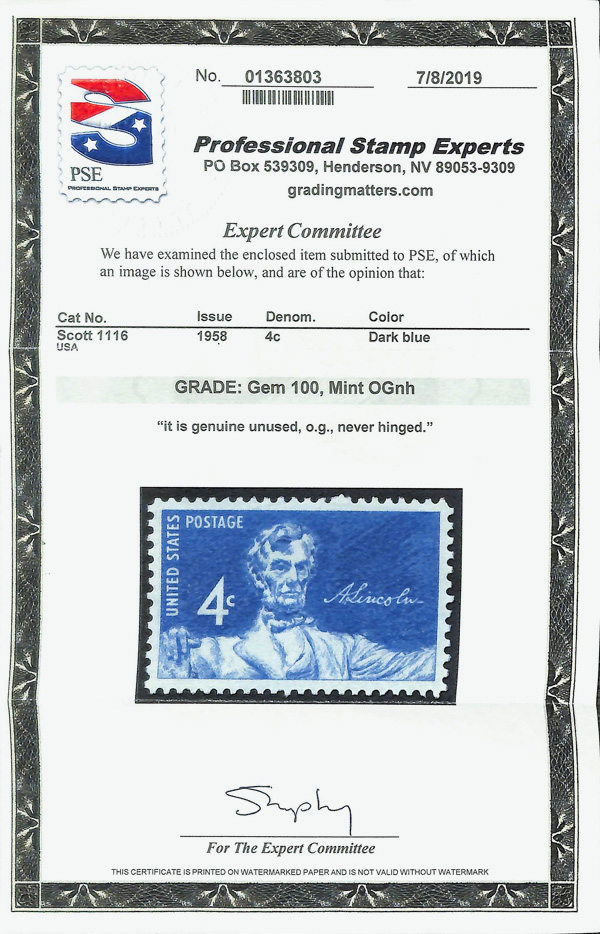 No. 01363803 7/8/2019
PSE
PROFESSIONAL STAMP EXPERTS
Professional Stamp Experts
PO Box 539309, Henderson, NV 89053-9309
gradingmatters.com
Expert Committee
We have examined the enclosed item submitted to PSE, of which
an image is shown below, and are of the opinion that:
Cat No. Issue Denom. Color
Scott 1116 1958 4c Dark blue
USA
GRADE: Gem 100, Mint OGnh
“it is genuine unused, o.g., never hinged.”
UNITED STATES POSTAGE
4c
A. Lincoln
For The Expert Committee
THIS CERTIFICATE IS PRINTED ON WATERMARKED PAPER AND IS NOT VALID WITHOUT WATERMARK